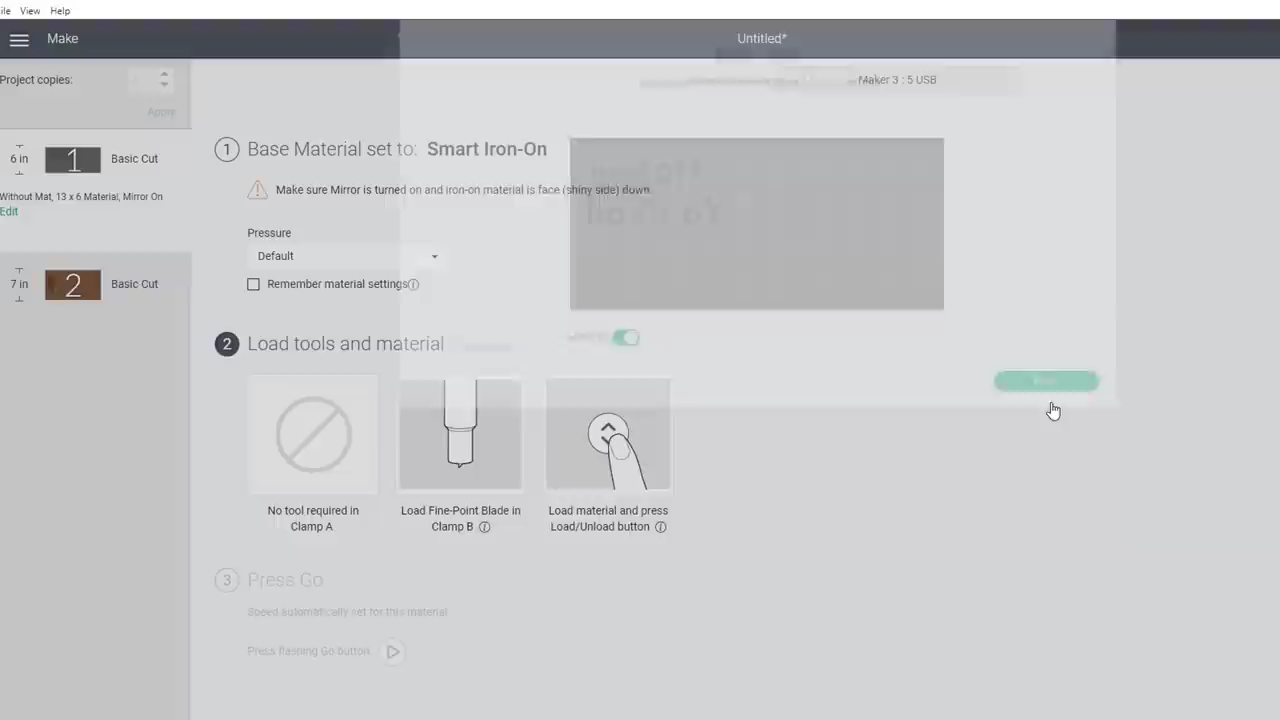 ile View Help
Make
Untitled*
Project copies:
Apply
Maker 3 : 5 USB
6 in 1 Basic Cut
Without Mat, 13 x 6 Material, Mirror On
Edit
7 in 2 Basic Cut
1 Base Material set to: Smart Iron-On
Make sure Mirror is turned on and iron-on material is face (shiny side) down.
Pressure
Default
Remember material settings
2 Load tools and material
No tool required in
Clamp A
Load Fine-Point Blade in
Clamp B
Load material and press
Load/Unload button
3 Press Go
Speed automatically set for this material
Press flashing Go button.